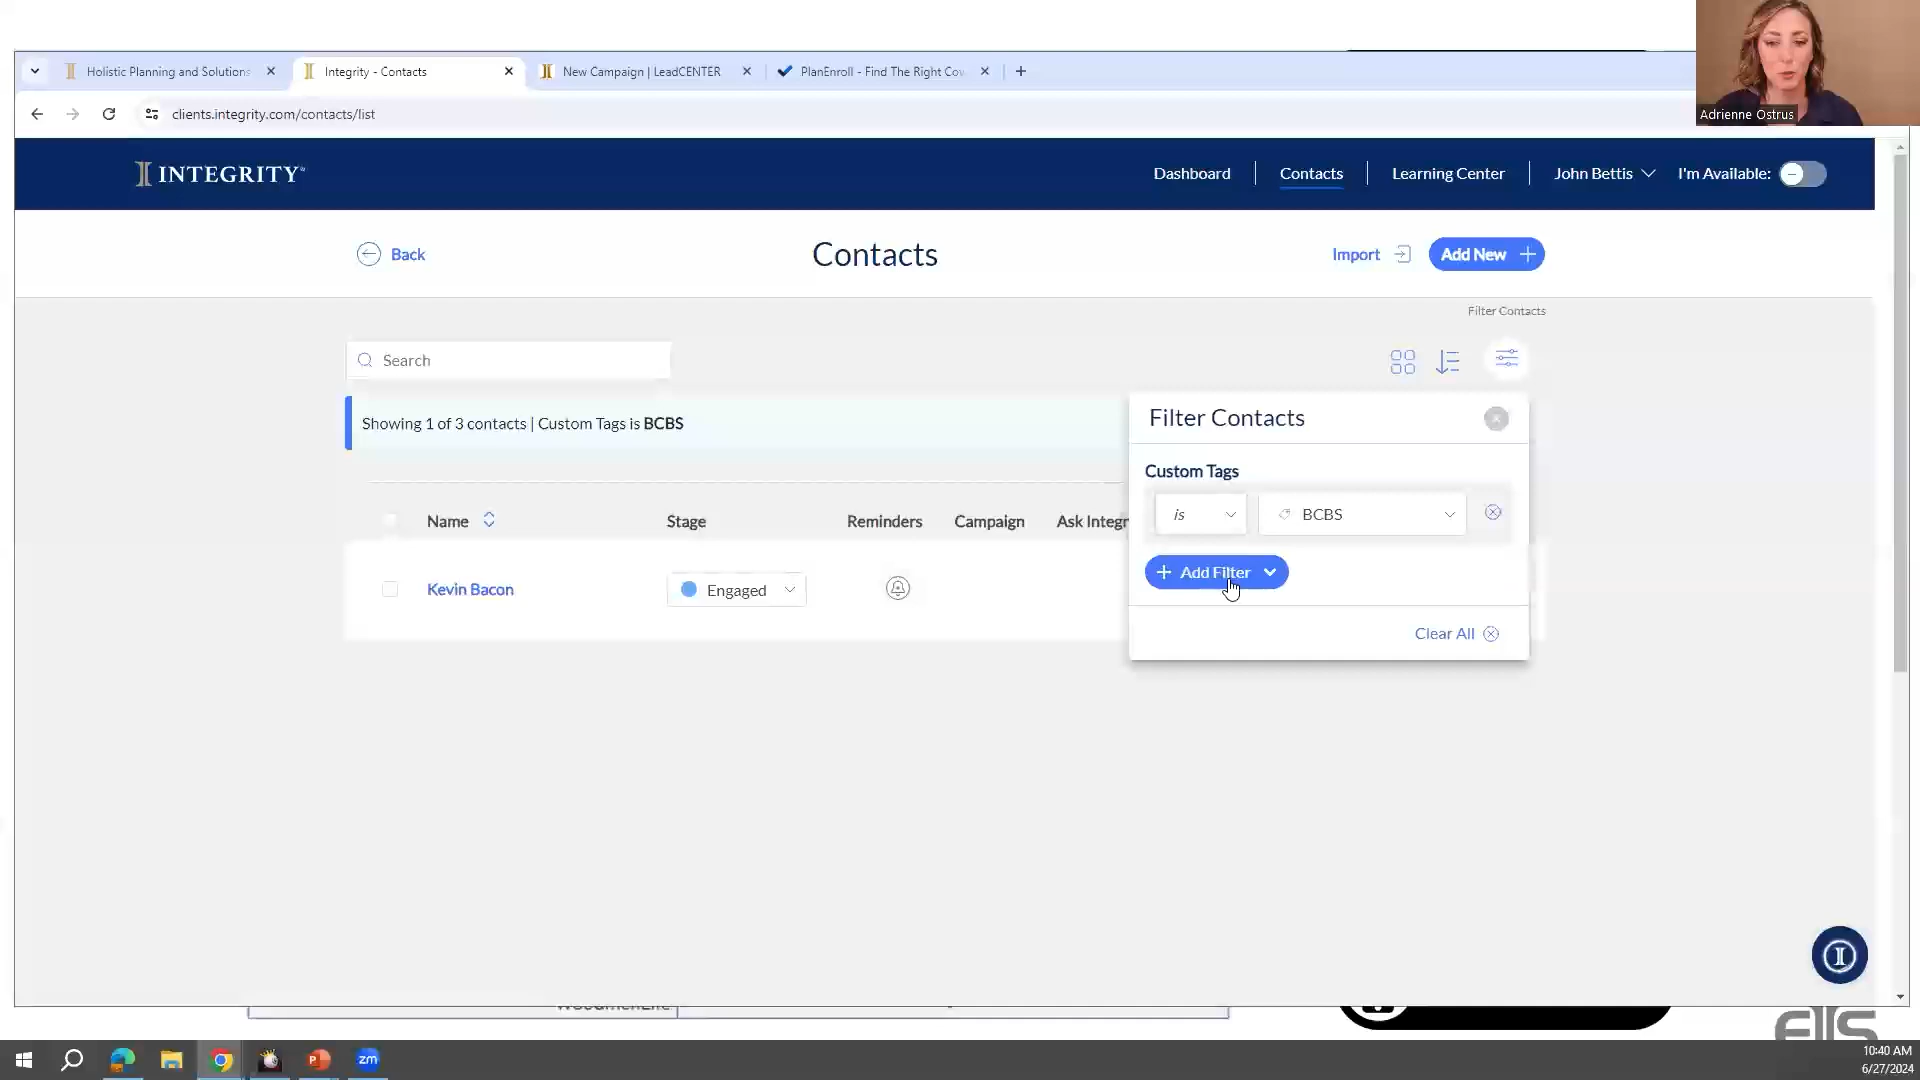 Adrienne Ostrus
Holistic Planning and Solutions
Integrity - Contacts
New Campaign | LeadCENTER
PlanEnroll - Find The Right Cov
clients.integrity.com/contacts/list
INTEGRITY
Dashboard
Contacts
Learning Center
John Bettis
I'm Available:
Back
Contacts
Import
Add New
Filter Contacts
Search
Showing 1 of 3 contacts | Custom Tags is BCBS
Filter Contacts
Custom Tags
is
BCBS
Add Filter
Clear All
Name
Stage
Reminders
Campaign
Ask Integr
Kevin Bacon
Engaged
zm
10:40 AM
6/27/2024